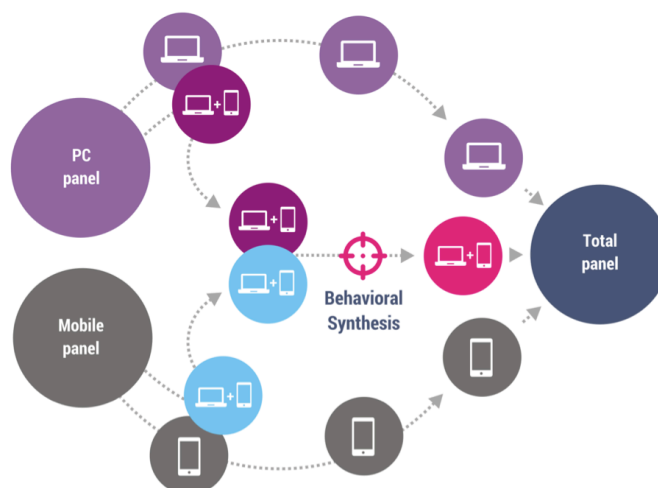 PC
panel
+
+
+
+
+
Behavioral
Synthesis
Total
panel
Mobile
panel